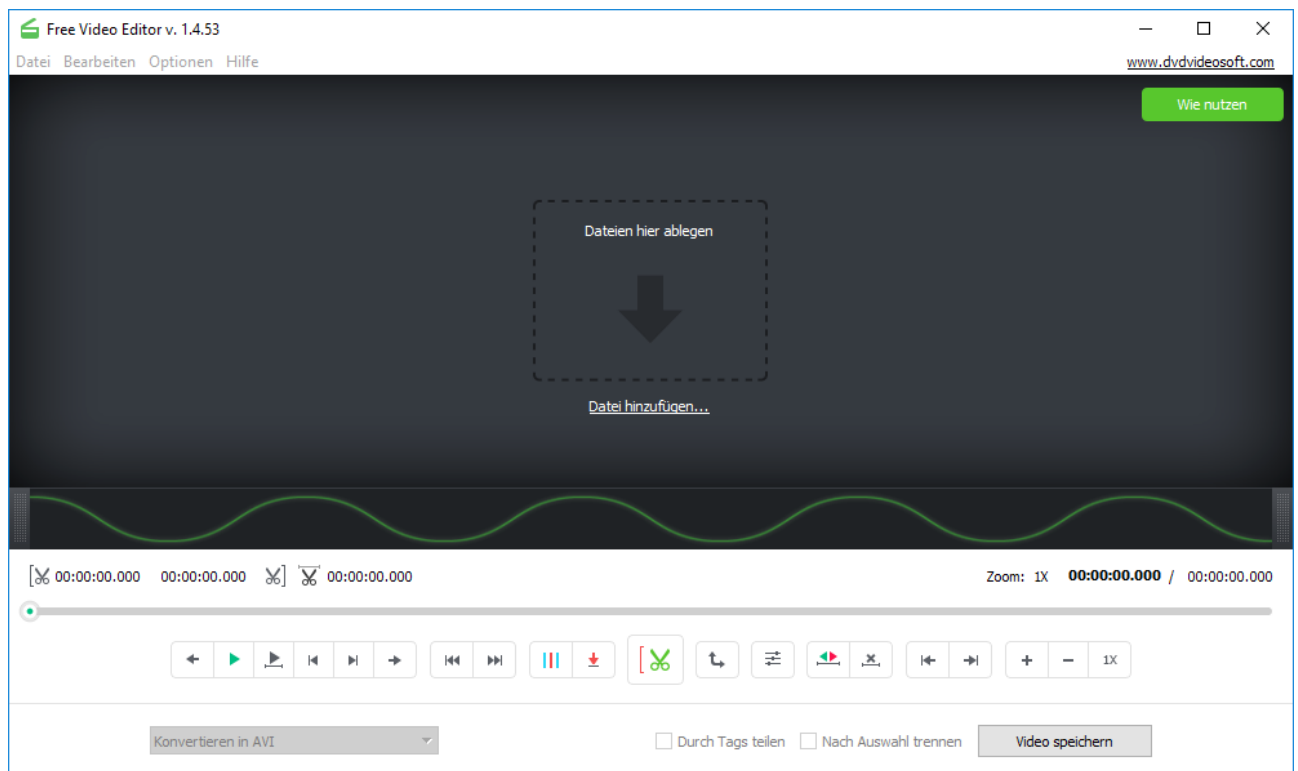 Free Video Editor v. 1.4.53
Datei Bearbeiten Optionen Hilfe www.dvdvideosoft.com
Wie nutzen
Dateien hier ablegen
Datei hinzufügen...
00:00:00.000 00:00:00.000 00:00:00.000 Zoom: 1X 00:00:00.000 / 00:00:00.000
1X
Konvertieren in AVI Durch Tags teilen Nach Auswahl trennen Video speichern